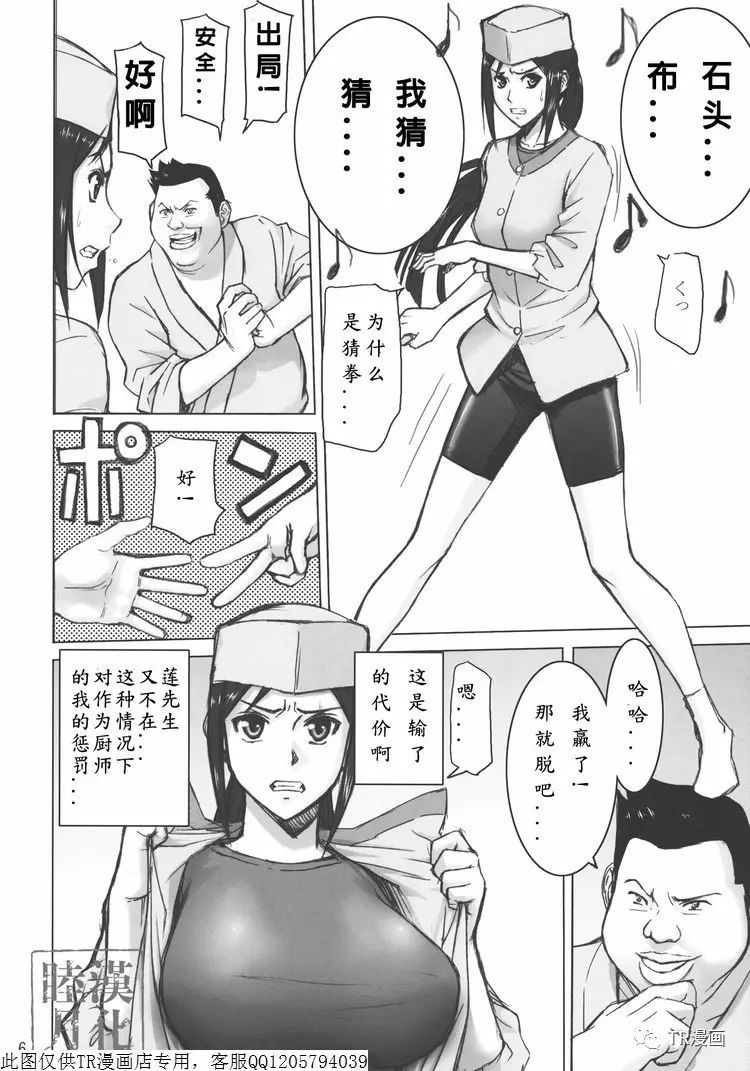 石头....
布....
我猜....
猜....
くっ
为什么
是猜拳....
出局!
安全...
好啊
ポン
好!
哈哈....
我赢了!
那就脱吧....
嗯....
这是输了
的代价啊
莲先生
又不在...
这种情况下
对作为厨师
的我的惩罚
...
6
TR漫画
此图仅供TR漫画店专用，客服QQ1205794039